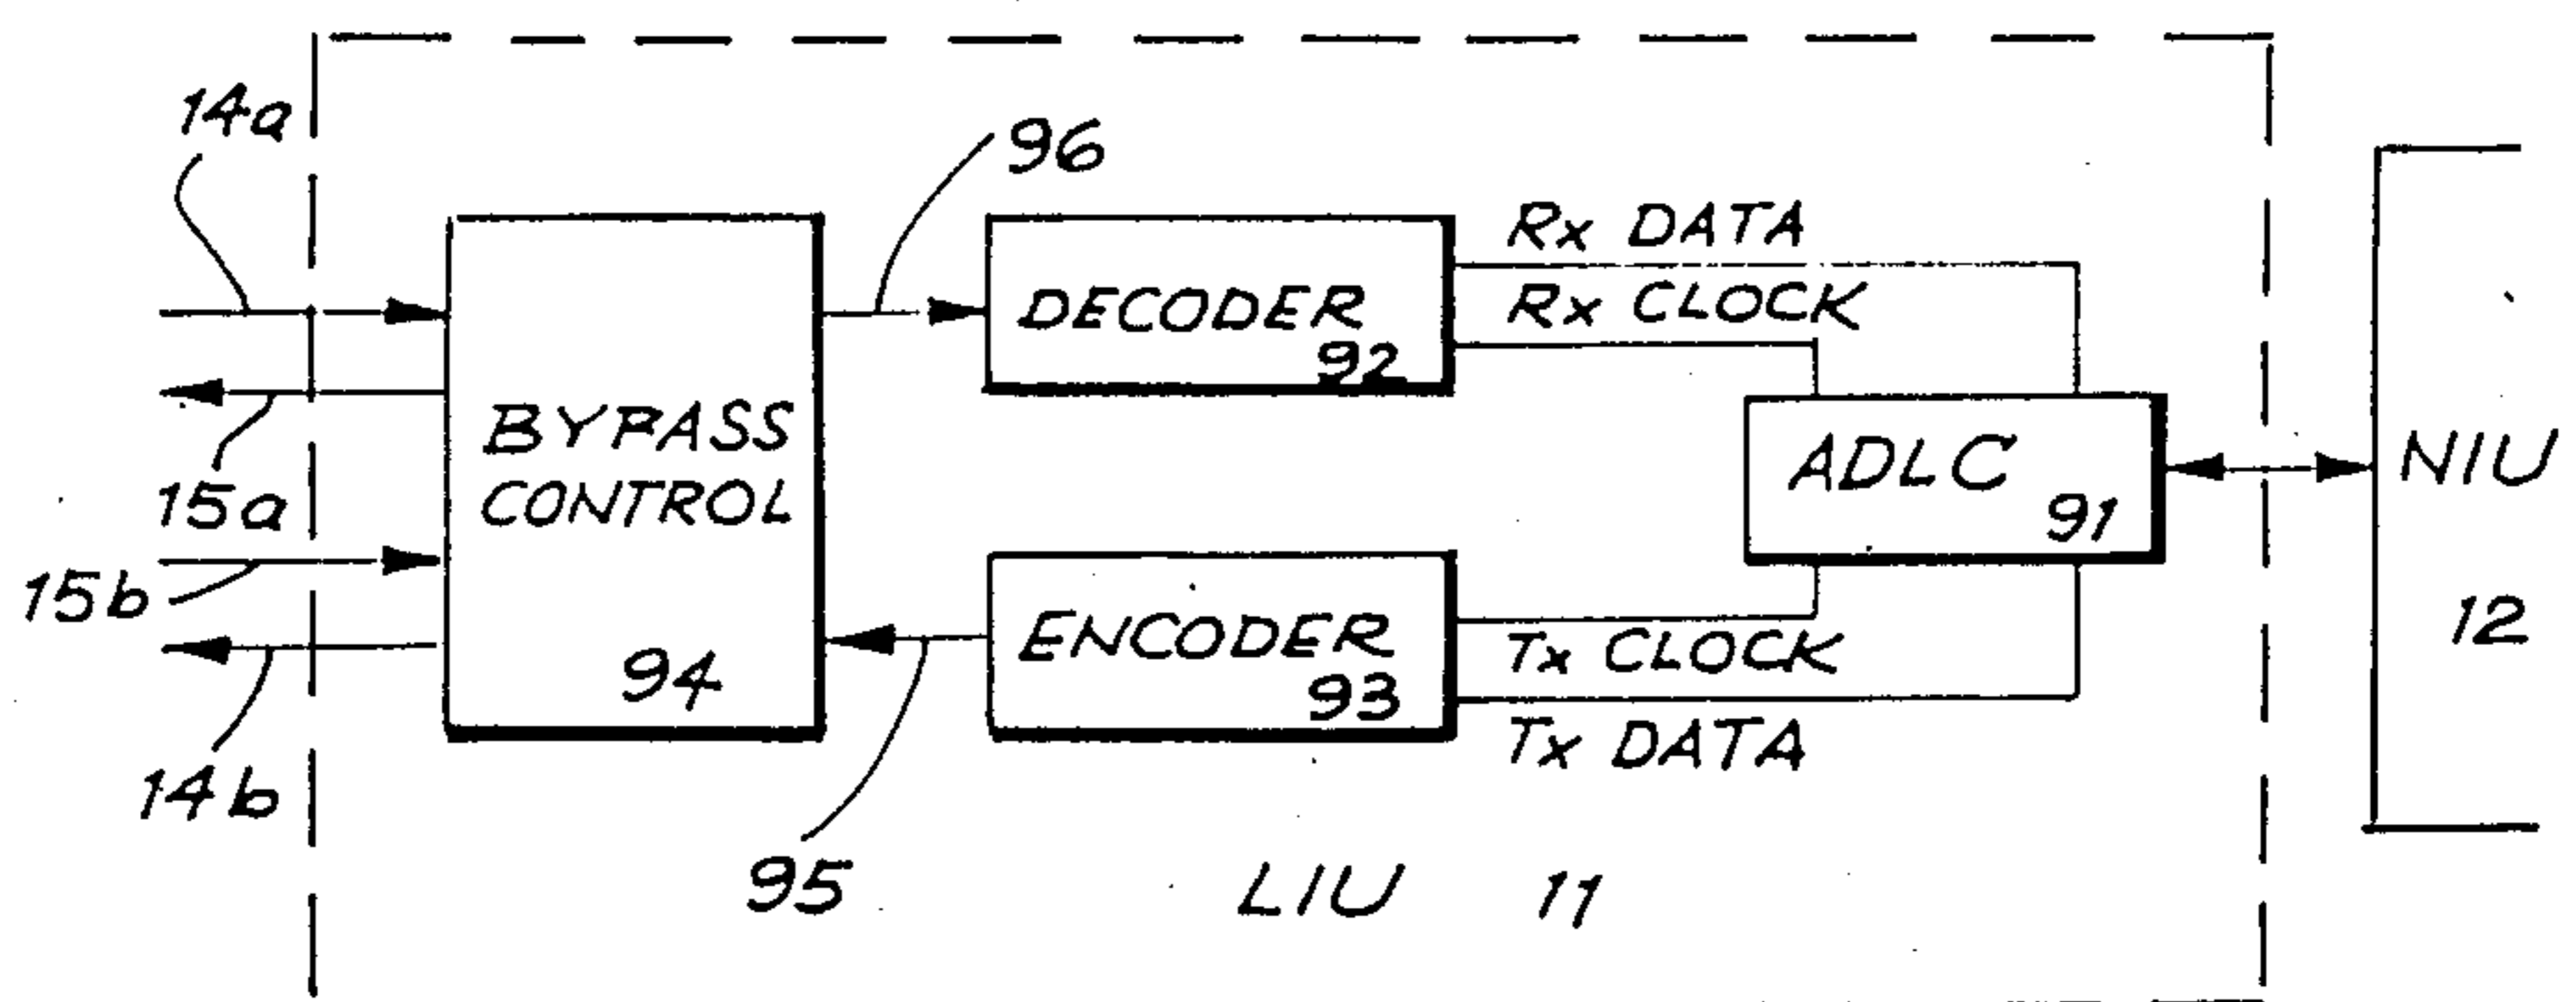 14a
96
Rx DATA
Rx CLOCK
DECODER
92
BYPASS
CONTROL
94
15a
15b
14b
ADLC
91
NIU
12
ENCODER
93
Tx CLOCK
Tx DATA
95
LIU 11